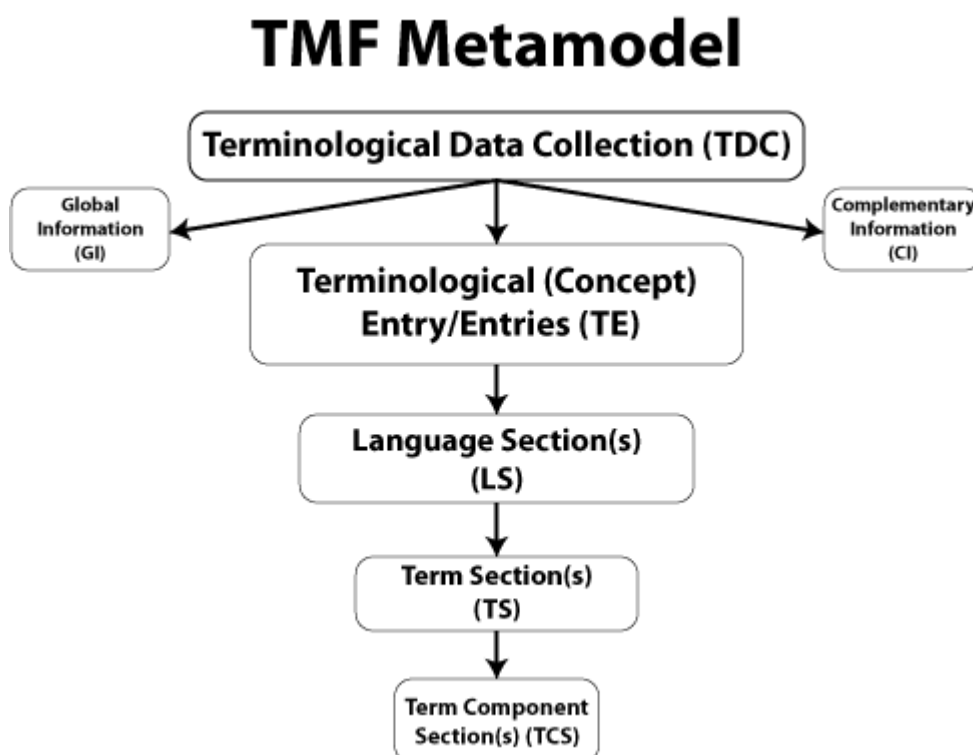 TMF Metamodel
Terminological Data Collection (TDC)
Global
Information
(GI)
Complementary
Information
(CI)
Terminological (Concept)
Entry/Entries (TE)
Language Section(s)
(LS)
Term Section(s)
(TS)
Term Component
Section(s) (TCS)